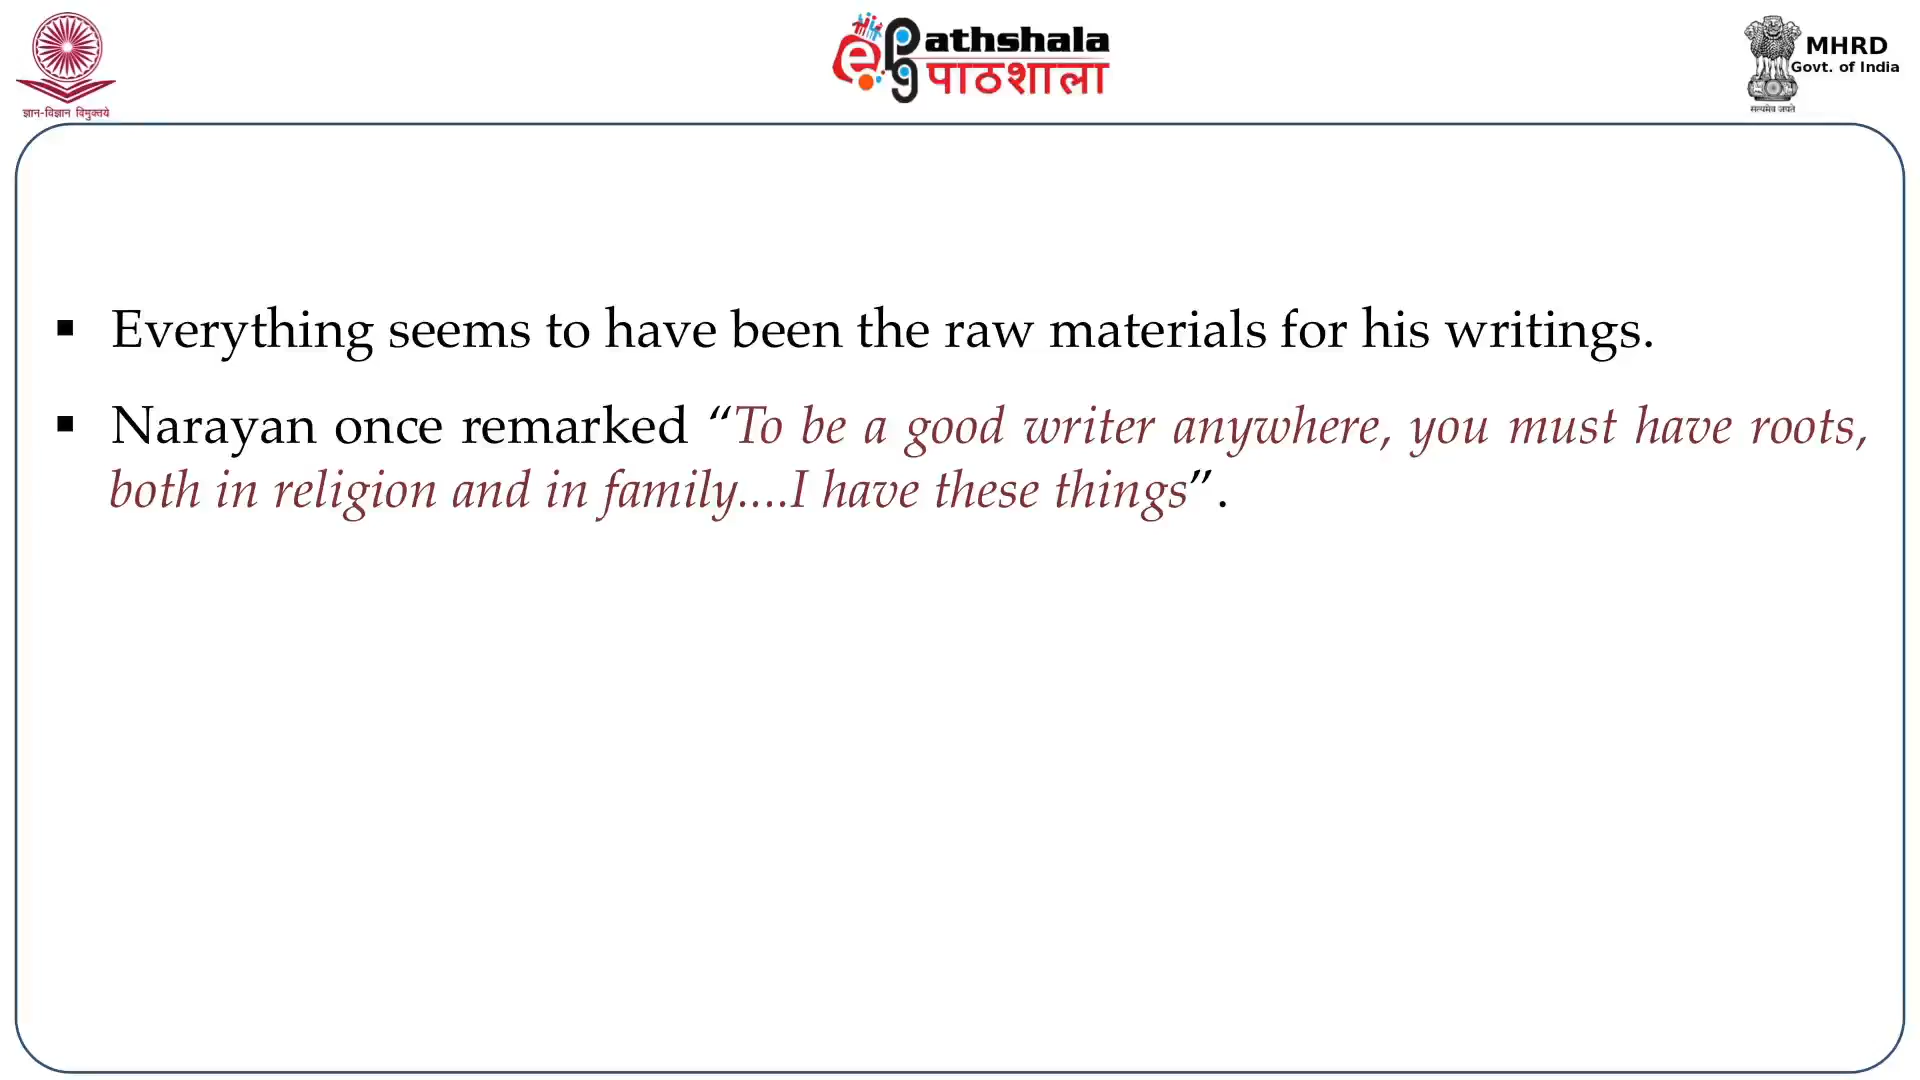 ज्ञान-विज्ञान विमुक्तये
ePG Pathshala
पाठशाला
MHRD
Govt. of India
सत्यमेव जयते
▪ Everything seems to have been the raw materials for his writings.
▪ Narayan once remarked “To be a good writer anywhere, you must have roots,
both in religion and in family....I have these things”.